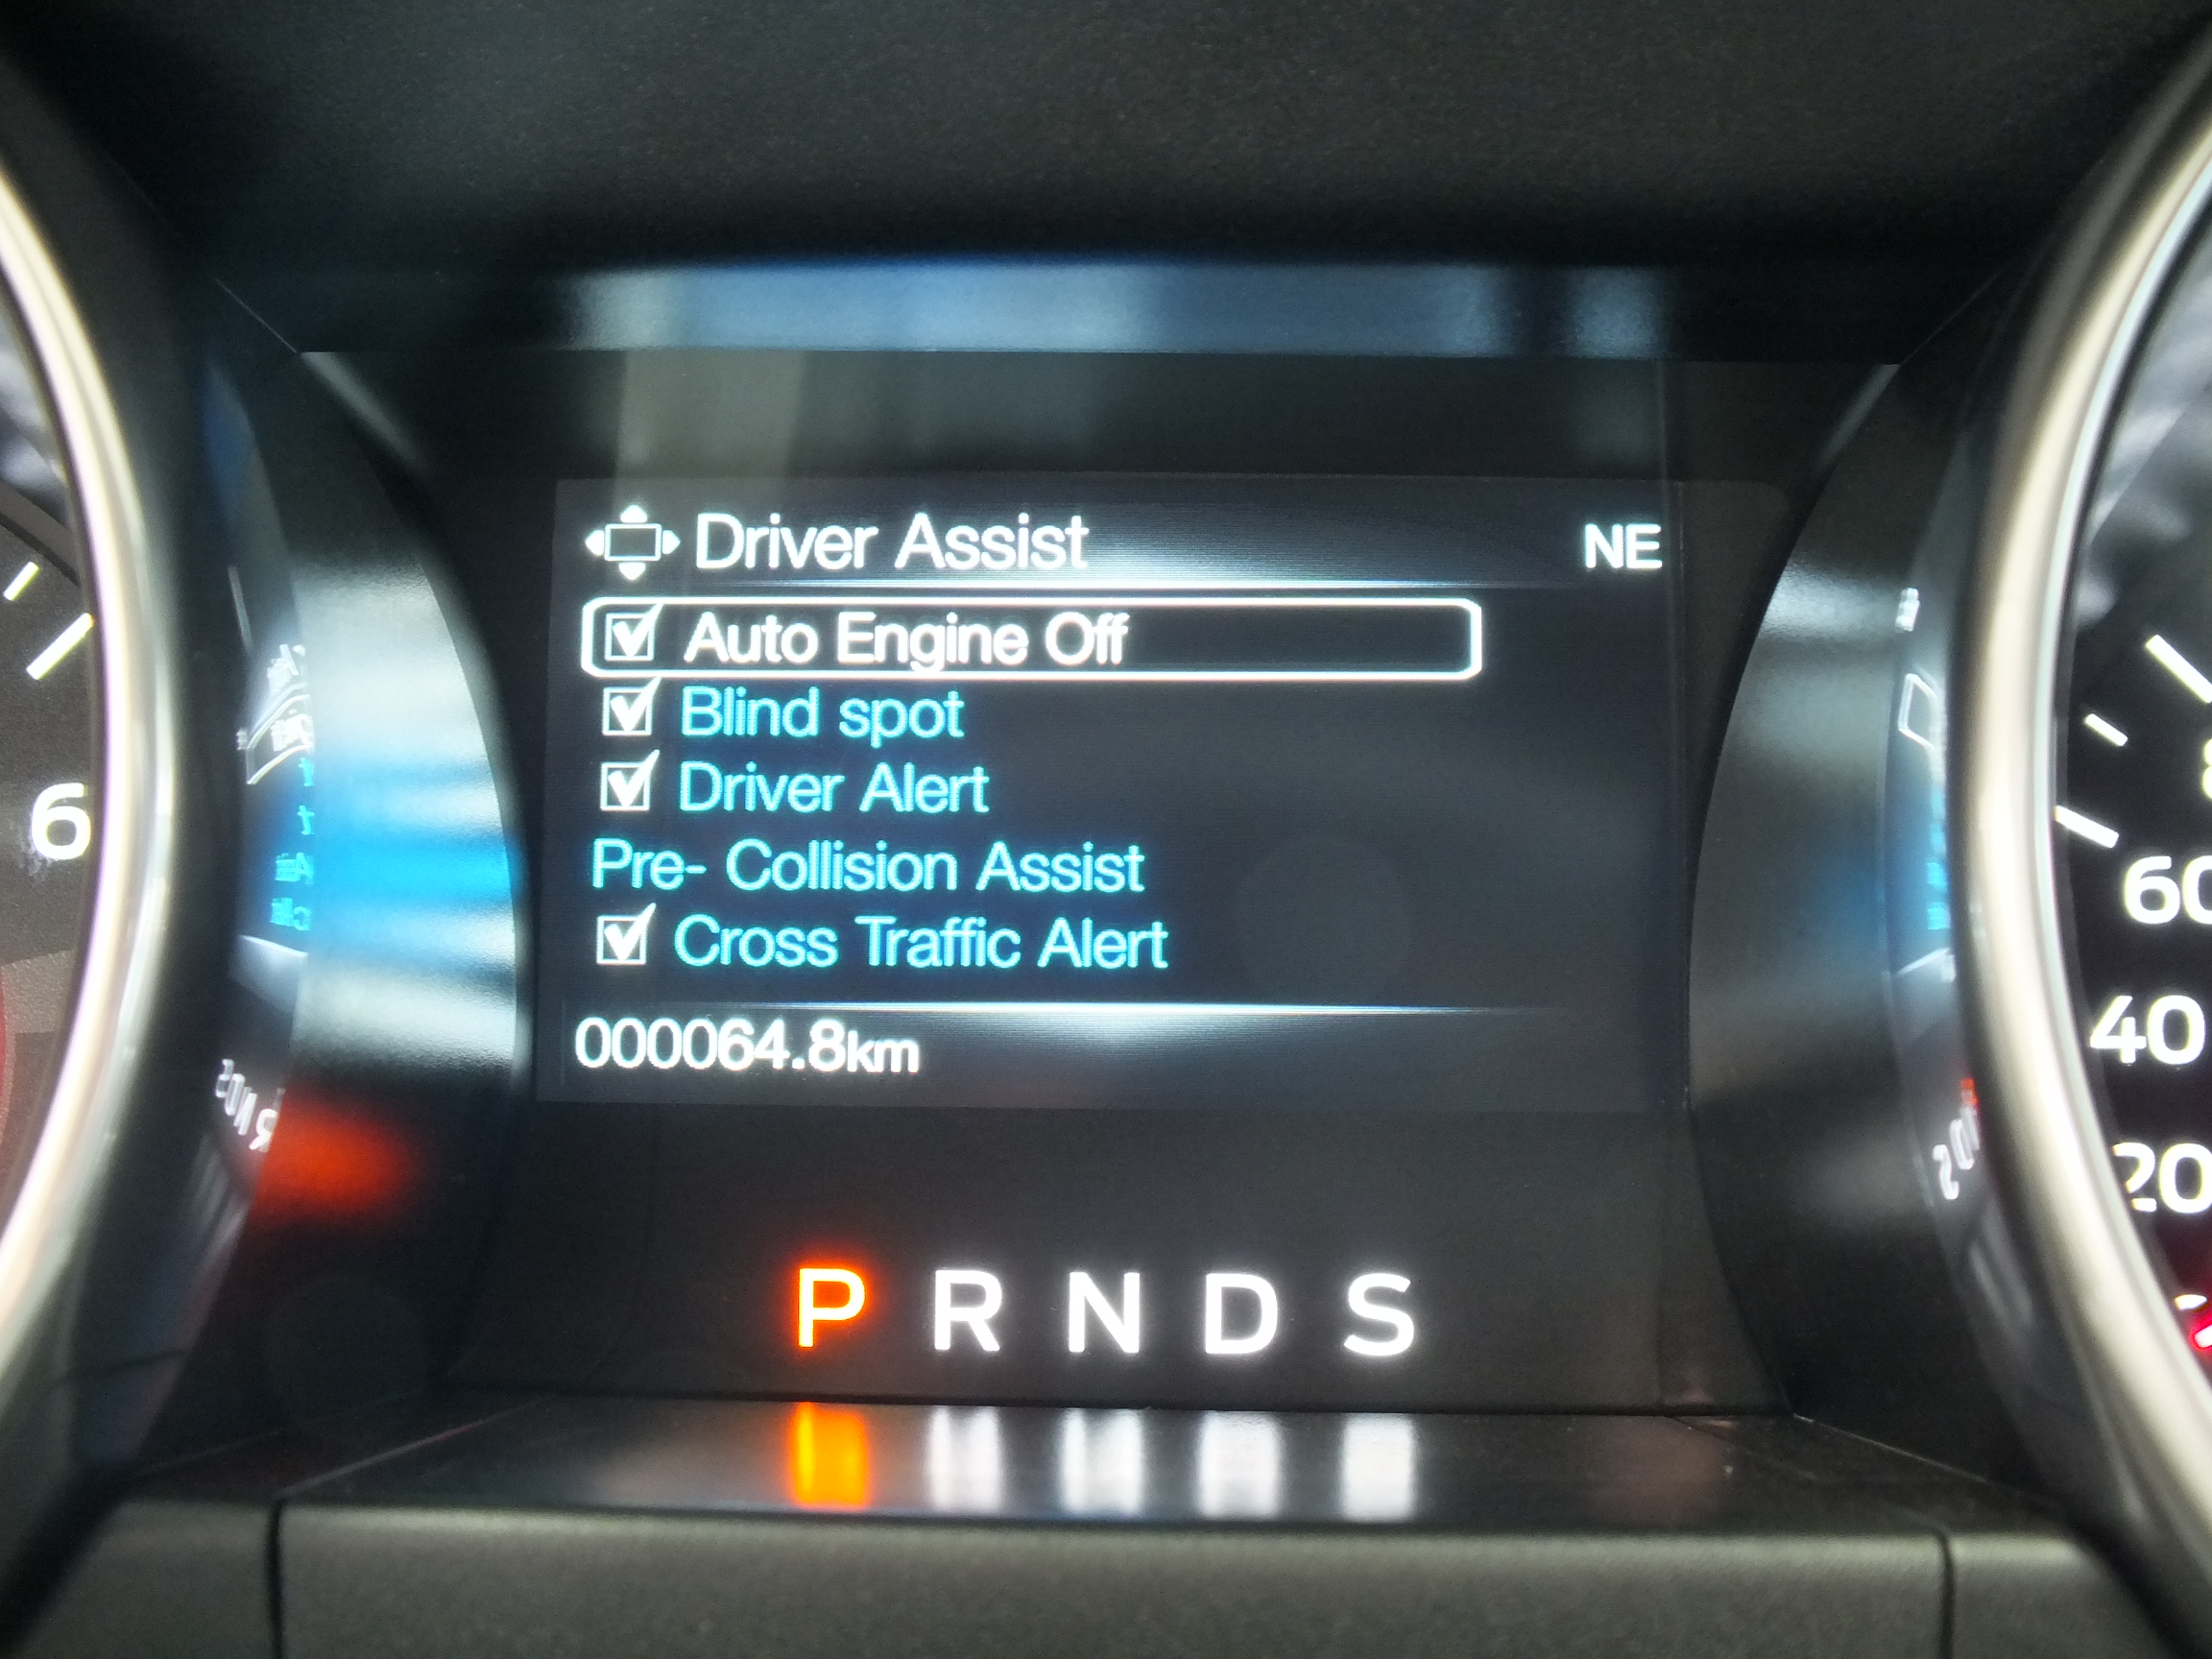 Driver Assist NE
Auto Engine Off
Blind spot
Driver Alert
Pre- Collision Assist
Cross Traffic Alert
000064.8km
P R N D S
6
60
40
20